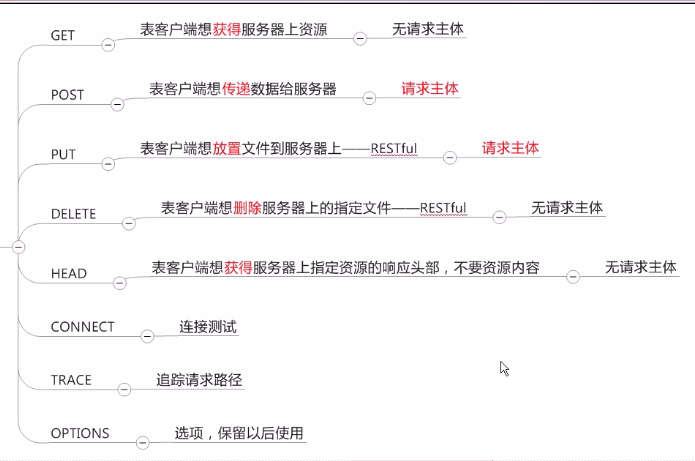 GET 表客户端想获得服务器上资源 无请求主体
POST 表客户端想传递数据给服务器 请求主体
PUT 表客户端想放置文件到服务器上——RESTful 请求主体
DELETE 表客户端想删除服务器上的指定文件——RESTful 无请求主体
HEAD 表客户端想获得服务器上指定资源的响应头部，不要资源内容 无请求主体
CONNECT 连接测试
TRACE 追踪请求路径
OPTIONS 选项，保留以后使用